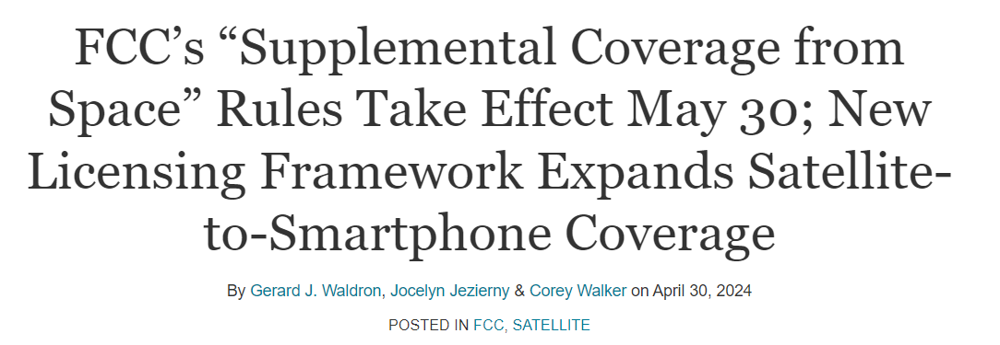 FCC’s “Supplemental Coverage from
Space” Rules Take Effect May 30; New
Licensing Framework Expands Satellite-
to-Smartphone Coverage
By Gerard J. Waldron, Jocelyn Jezierny & Corey Walker on April 30, 2024
POSTED IN FCC, SATELLITE